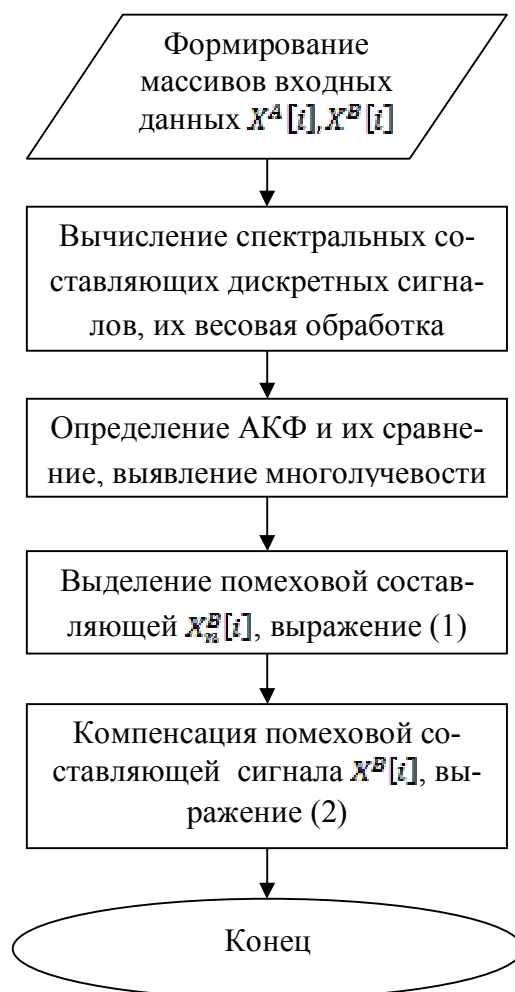 Формирование
массивов входных
данных X^A[i], X^B[i]
Вычисление спектральных со-
ставляющих дискретных сигна-
лов, их весовая обработка
Определение АКФ и их сравне-
ние, выявление многолучевости
Выделение помеховой состав-
ляющей X_n^B[i], выражение (1)
Компенсация помеховой со-
ставляющей сигнала X^B[i], вы-
ражение (2)
Конец